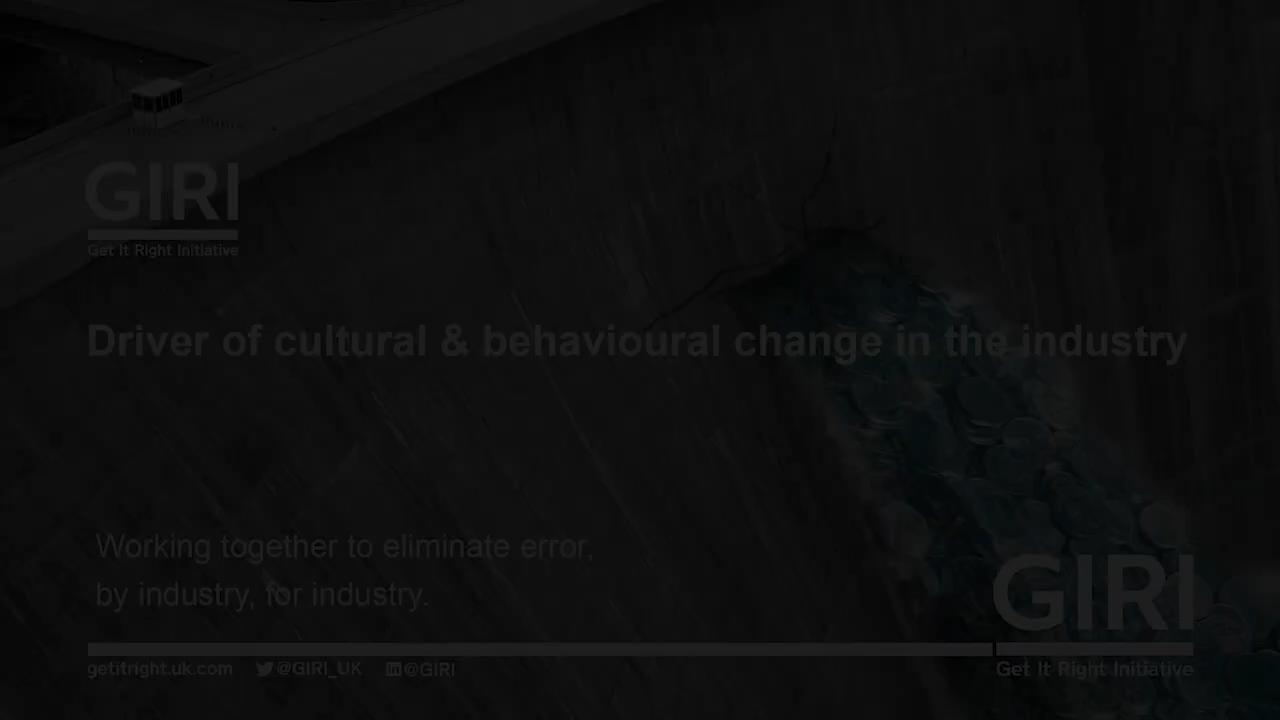 GIRI
Get It Right Initiative
Driver of cultural & behavioural change in the industry
Working together to eliminate error,
by industry, for industry.
GIRI
getitright.uk.com @GIRI_UK in@GIRI
Get It Right Initiative